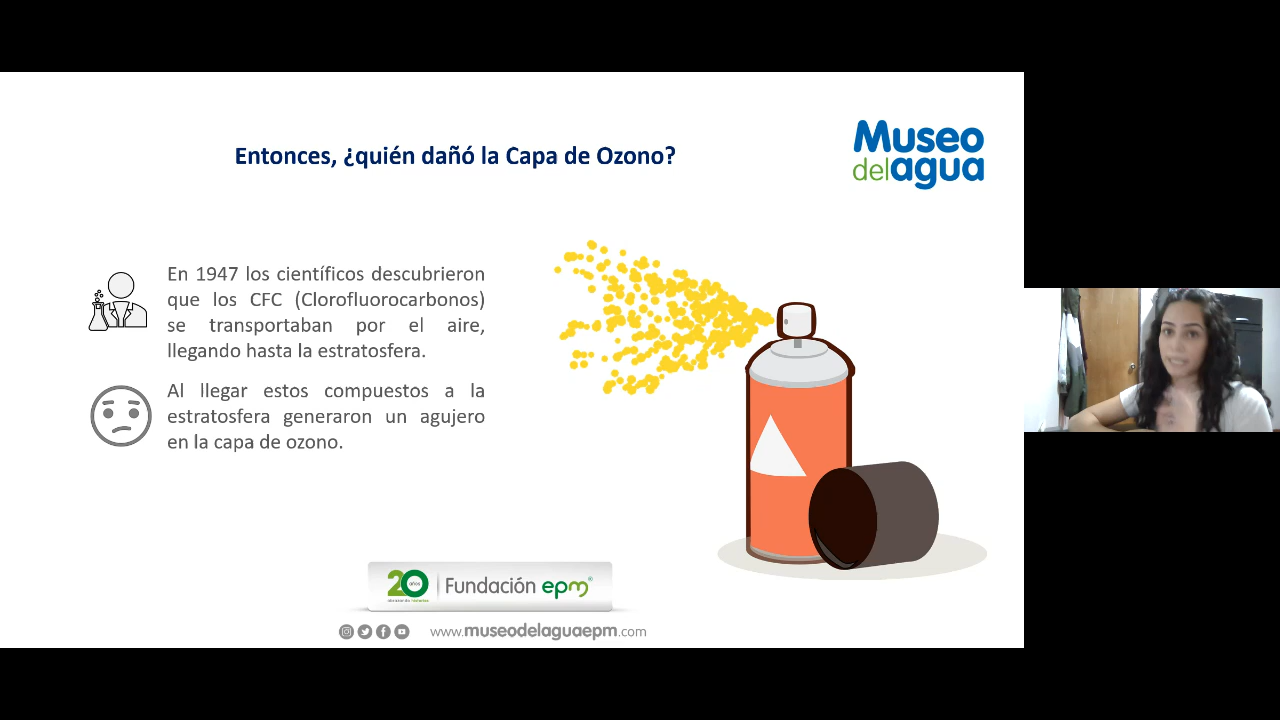 Entonces, ¿quién dañó la Capa de Ozono?
Museo
delagua
En 1947 los científicos descubrieron
que los CFC (Clorofluorocarbonos)
se transportaban por el aire,
llegando hasta la estratosfera.
Al llegar estos compuestos a la
estratosfera generaron un agujero
en la capa de ozono.
20 años
Fundación epm®
www.museodelaguaepm.com